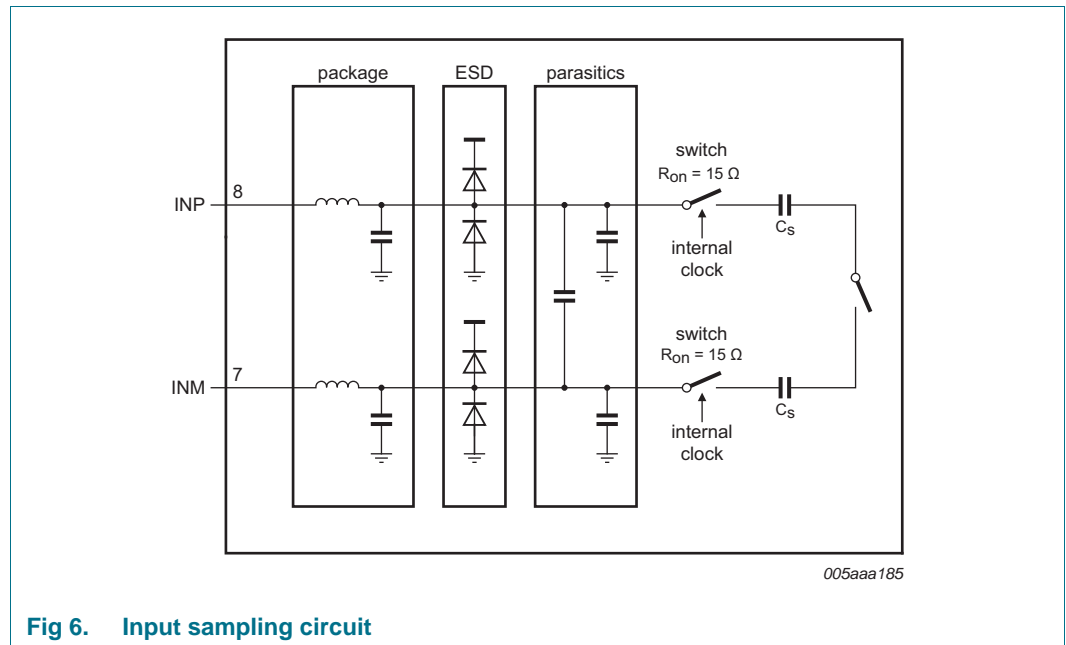 package
ESD
parasitics
switch
Ron = 15 Ω
INP
8
Cs
internal
clock
switch
Ron = 15 Ω
INM
7
Cs
internal
clock
005aaa185
Fig 6. Input sampling circuit